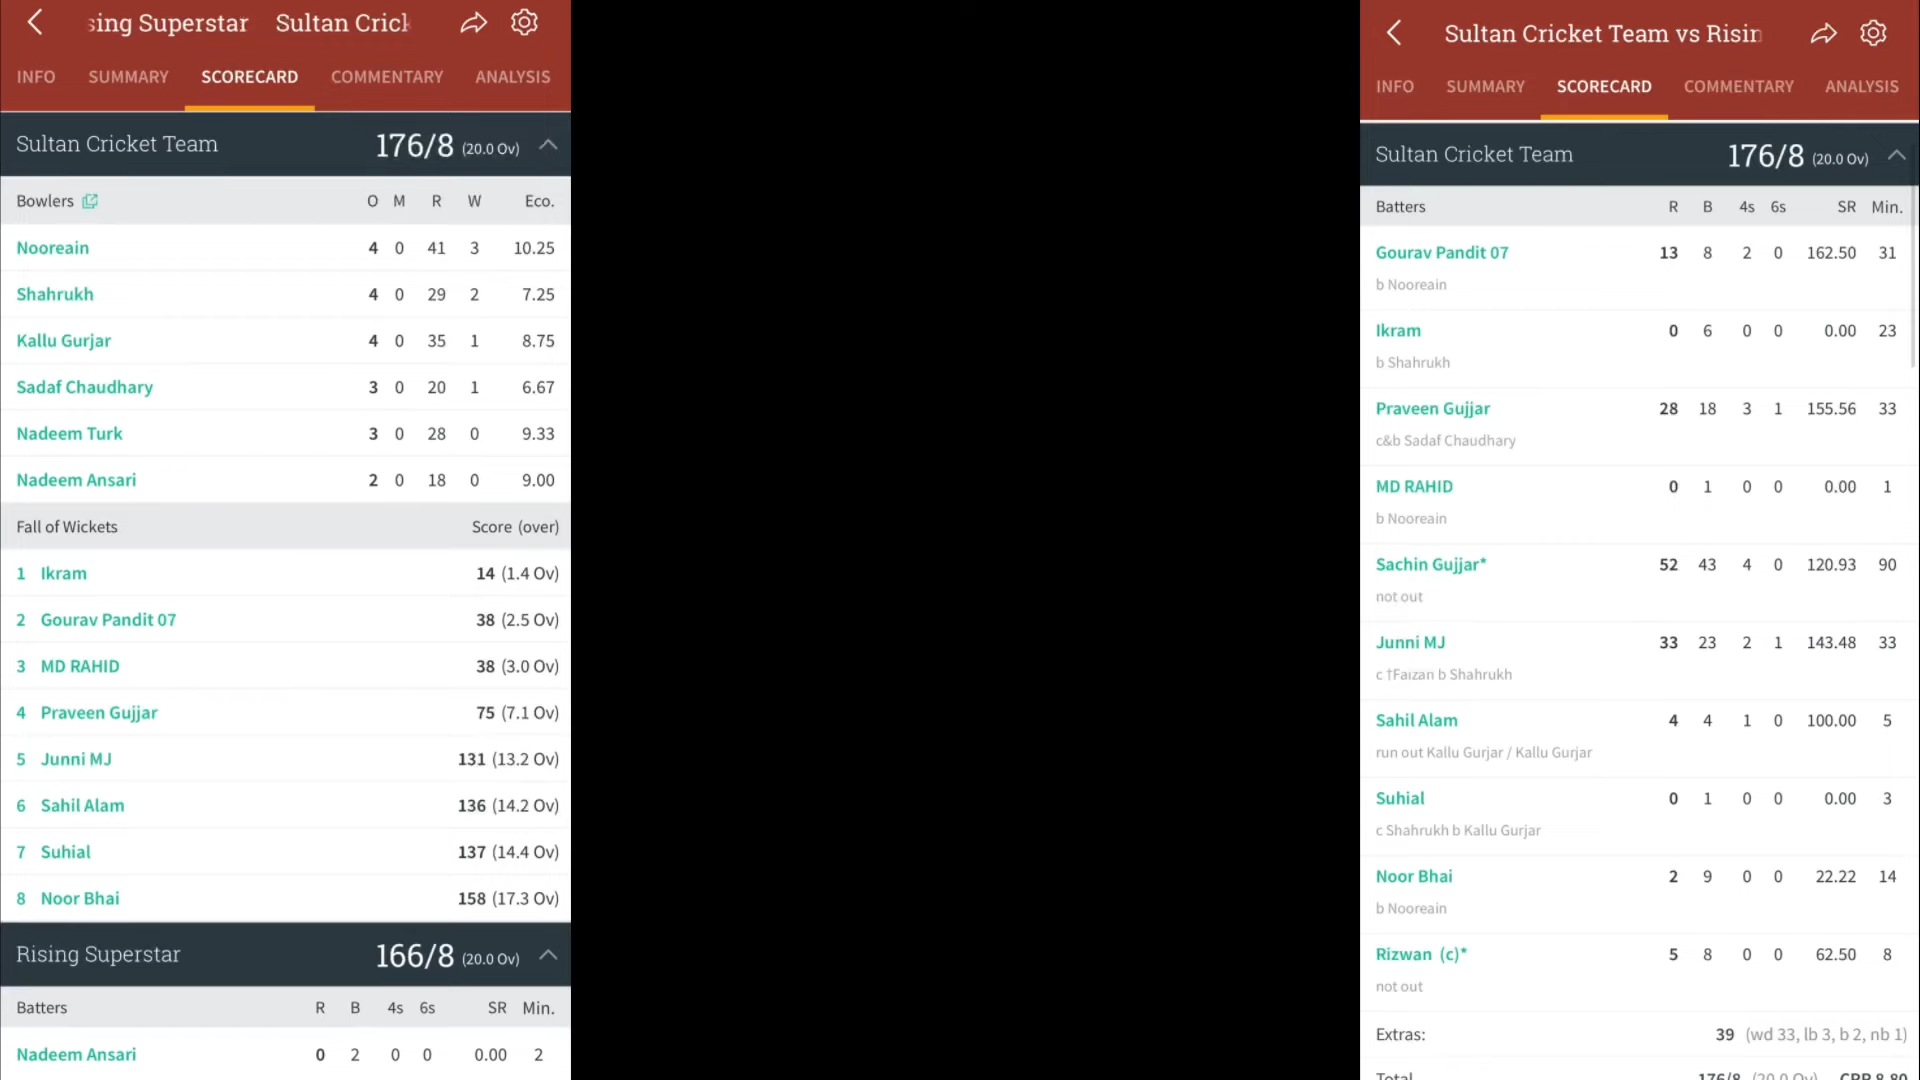 sing Superstar Sultan Crick
INFO SUMMARY SCORECARD COMMENTARY ANALYSIS
Sultan Cricket Team 176/8 (20.0 Ov)
Bowlers O M R W Eco.
Nooreain 4 0 41 3 10.25
Shahrukh 4 0 29 2 7.25
Kallu Gurjar 4 0 35 1 8.75
Sadaf Chaudhary 3 0 20 1 6.67
Nadeem Turk 3 0 28 0 9.33
Nadeem Ansari 2 0 18 0 9.00
Fall of Wickets Score (over)
1 Ikram 14 (1.4 Ov)
2 Gourav Pandit 07 38 (2.5 Ov)
3 MD RAHID 38 (3.0 Ov)
4 Praveen Gujjar 75 (7.1 Ov)
5 Junni MJ 131 (13.2 Ov)
6 Sahil Alam 136 (14.2 Ov)
7 Suhial 137 (14.4 Ov)
8 Noor Bhai 158 (17.3 Ov)
Rising Superstar 166/8 (20.0 Ov)
Batters R B 4s 6s SR Min.
Nadeem Ansari 0 2 0 0 0.00 2
Sultan Cricket Team vs Risin
INFO SUMMARY SCORECARD COMMENTARY ANALYSIS
Sultan Cricket Team 176/8 (20.0 Ov)
Batters R B 4s 6s SR Min.
Gourav Pandit 07 13 8 2 0 162.50 31
b Nooreain
Ikram 0 6 0 0 0.00 23
b Shahrukh
Praveen Gujjar 28 18 3 1 155.56 33
c&b Sadaf Chaudhary
MD RAHID 0 1 0 0 0.00 1
b Nooreain
Sachin Gujjar* 52 43 4 0 120.93 90
not out
Junni MJ 33 23 2 1 143.48 33
c †Faizan b Shahrukh
Sahil Alam 4 4 1 0 100.00 5
run out Kallu Gurjar / Kallu Gurjar
Suhial 0 1 0 0 0.00 3
c Shahrukh b Kallu Gurjar
Noor Bhai 2 9 0 0 22.22 14
b Nooreain
Rizwan (c)* 5 8 0 0 62.50 8
not out
Extras: 39 (wd 33, lb 3, b 2, nb 1)
Total 176/8 (20.0 Ov) CRR 8.80